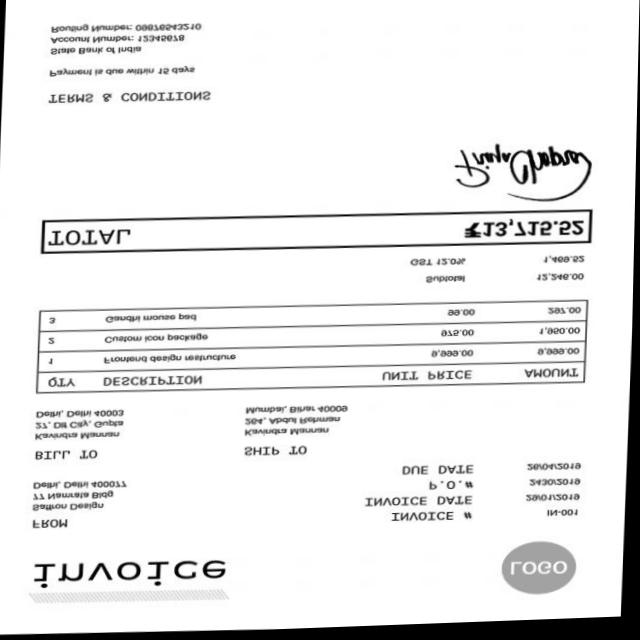 invoice
LOGO
FROM
Saffron Design
77 Namrata Bldg
Delhi, Delhi 400077
INVOICE # IN-001
INVOICE DATE 29/01/2019
P.O.# 2430/2019
DUE DATE 26/04/2019
BILL TO
Kavindra Mannan
27, Dlf City, Gupta
Delhi, Delhi 40003
SHIP TO
Kavindra Mannan
264, Abdul Rehman
Mumbai, Bihar 40009
QTY DESCRIPTION UNIT PRICE AMOUNT
1 Frontend design restructure 9,999.00 9,999.00
2 Custom icon package 975.00 1,950.00
3 Gandhi mouse pad 99.00 297.00
Subtotal 12,246.00
GST 12.0% 1,469.52
TOTAL ₹13,715.52
TERMS & CONDITIONS
Payment is due within 15 days
State Bank of India
Account Number: 12345678
Routing Number: 09876543210